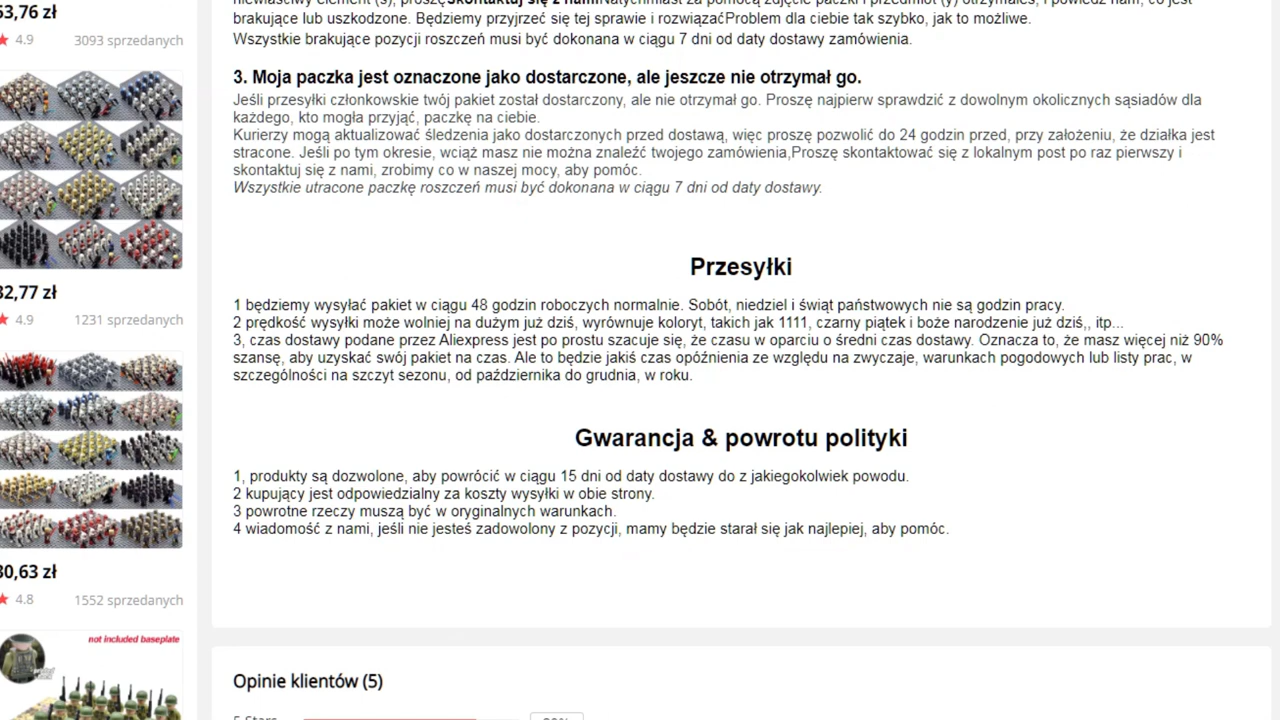 53,76 zł
4.9 3093 sprzedanych
32,77 zł
4.9 1231 sprzedanych
30,63 zł
4.8 1552 sprzedanych
not included baseplate
brakujące lub uszkodzone. Będziemy przyjrzeć się tej sprawie i rozwiązaćProblem dla ciebie tak szybko, jak to możliwe.
Wszystkie brakujące pozycji roszczeń musi być dokonana w ciągu 7 dni od daty dostawy zamówienia.
3. Moja paczka jest oznaczone jako dostarczone, ale jeszcze nie otrzymał go.
Jeśli przesyłki członkowskie twój pakiet został dostarczony, ale nie otrzymał go. Proszę najpierw sprawdzić z dowolnym okolicznych sąsiadów dla
każdego, kto mogła przyjąć, paczkę na ciebie.
Kurierzy mogą aktualizować śledzenia jako dostarczonych przed dostawą, więc proszę pozwolić do 24 godzin przed, przy założeniu, że działka jest
stracone. Jeśli po tym okresie, wciąż masz nie można znaleźć twojego zamówienia,Proszę skontaktować się z lokalnym post po raz pierwszy i
skontaktuj się z nami, zrobimy co w naszej mocy, aby pomóc.
Wszystkie utracone paczkę roszczeń musi być dokonana w ciągu 7 dni od daty dostawy.
Przesyłki
1 będziemy wysyłać pakiet w ciągu 48 godzin roboczych normalnie. Sobót, niedziel i świąt państwowych nie są godzin pracy.
2 prędkość wysyłki może wolniej na dużym już dziś, wyrównuje koloryt, takich jak 1111, czarny piątek i boże narodzenie już dziś,, itp...
3, czas dostawy podane przez Aliexpress jest po prostu szacuje się, że czasu w oparciu o średni czas dostawy. Oznacza to, że masz więcej niż 90%
szansę, aby uzyskać swój pakiet na czas. Ale to będzie jakiś czas opóźnienia ze względu na zwyczaje, warunkach pogodowych lub listy prac, w
szczególności na szczyt sezonu, od października do grudnia, w roku.
Gwarancja & powrotu polityki
1, produkty są dozwolone, aby powrócić w ciągu 15 dni od daty dostawy do z jakiegokolwiek powodu.
2 kupujący jest odpowiedzialny za koszty wysyłki w obie strony.
3 powrotne rzeczy muszą być w oryginalnych warunkach.
4 wiadomość z nami, jeśli nie jesteś zadowolony z pozycji, mamy będzie starał się jak najlepiej, aby pomóc.
Opinie klientów (5)